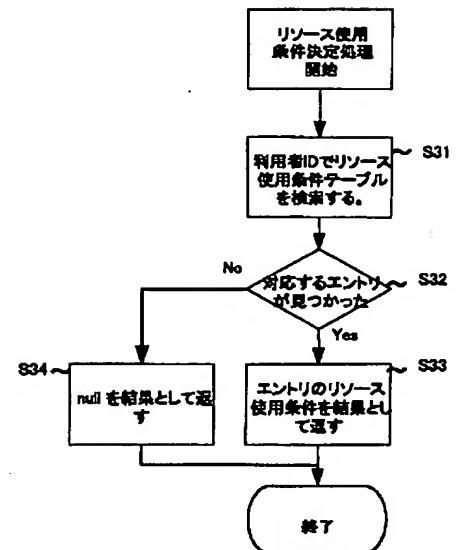 リソース使用
条件決定処理
開始
利用者IDでリソース
使用条件テーブル
を検索する。
S31
No
対応するエントリ
が見つかった
S32
Yes
S34
null を結果として返
す
エントリのリソース
使用条件を結果とし
て返す
S33
終了